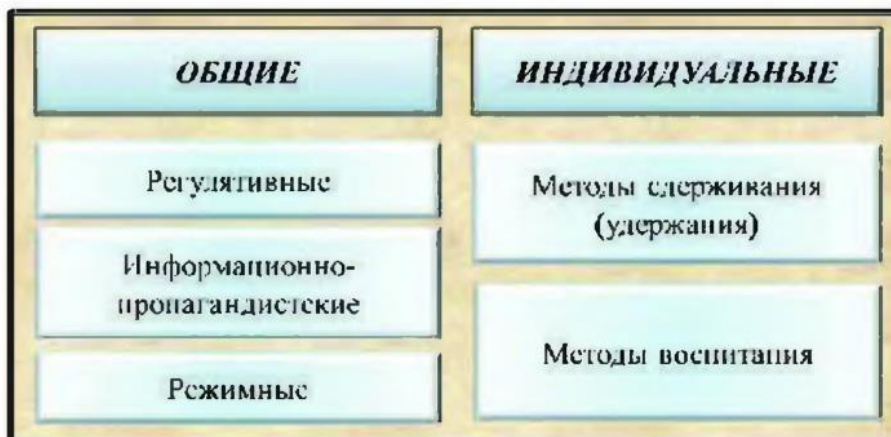 ОБЩИЕ
Регулятивные
Информационно-
пропагандистские
Режимные
ИНДИВИДУАЛЬНЫЕ
Методы сдерживания
(удержания)
Методы воспитания